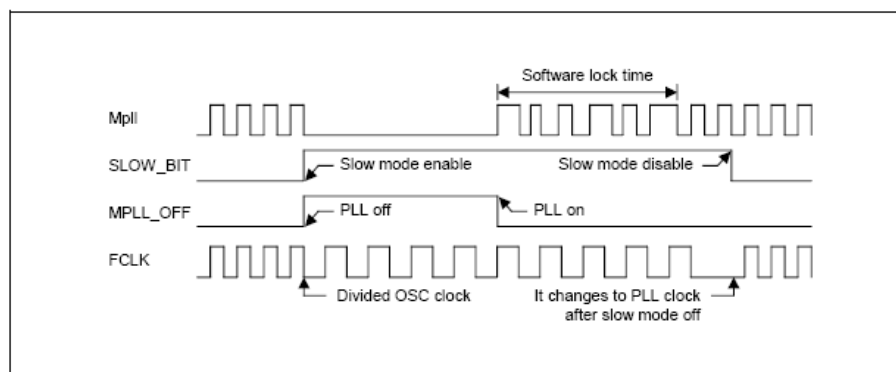 Software lock time
Mpll
SLOW_BIT
Slow mode enable
Slow mode disable
MPLL_OFF
PLL off
PLL on
FCLK
Divided OSC clock
It changes to PLL clock
after slow mode off